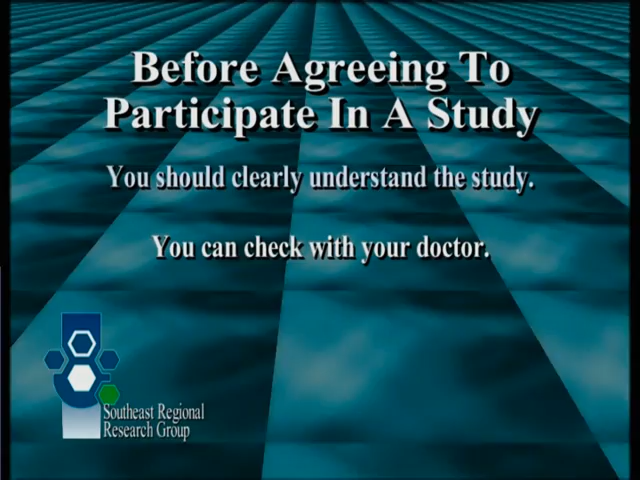 Before Agreeing To
Participate In A Study
You should clearly understand the study.
You can check with your doctor.
Southeast Regional
Research Group